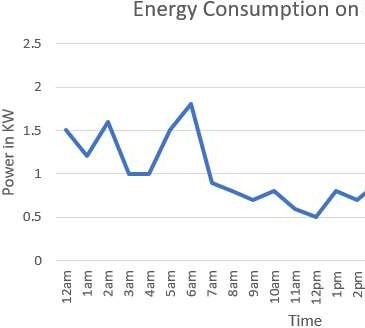 Energy Consumption on
2.5
2
1.5
1
0.5
0
Power in KW
12am
1am
2am
3am
4am
5am
6am
7am
8am
9am
10am
11am
12pm
1pm
2pm
Time